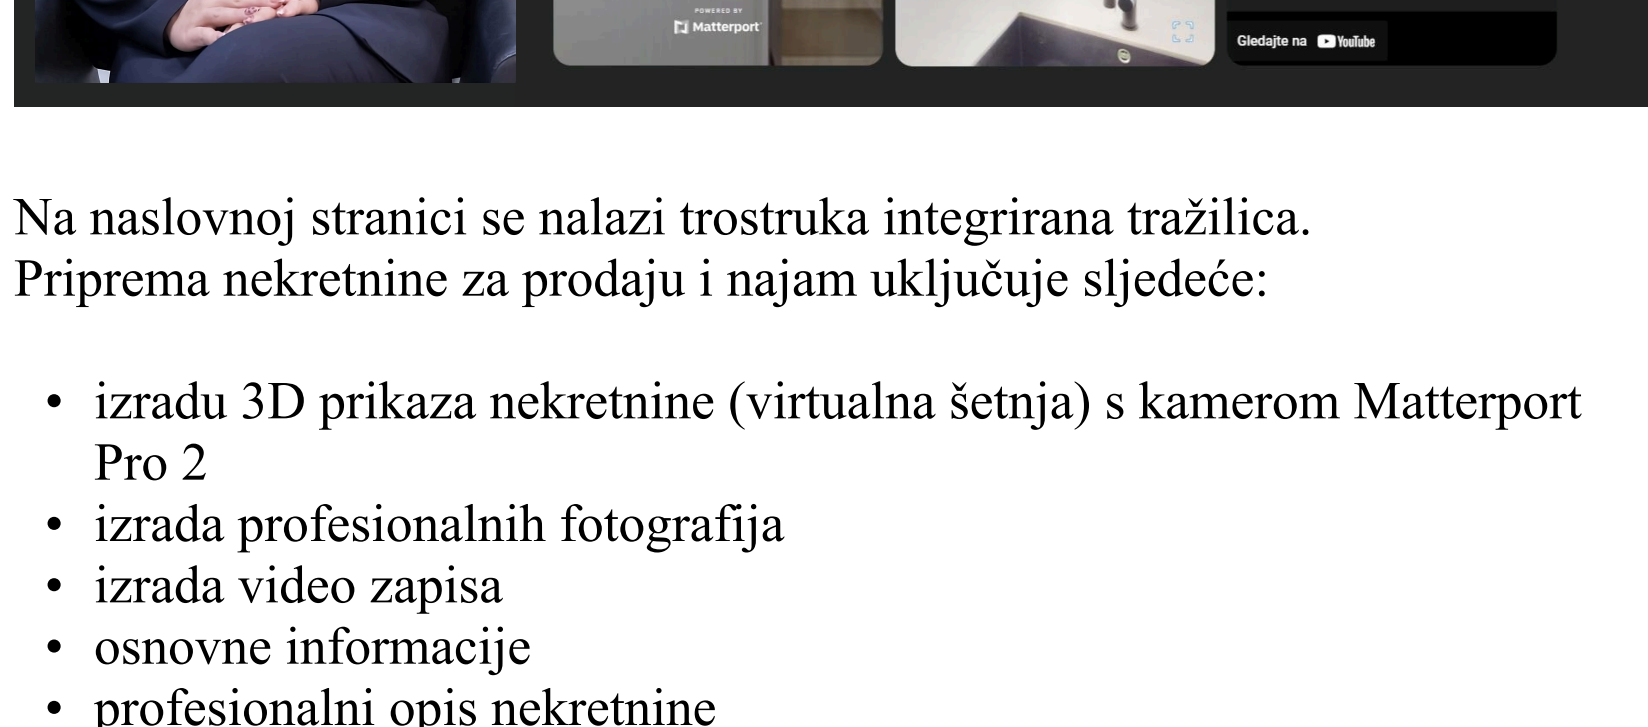 POWERED BY
Matterport
Gledajte na YouTube
Na naslovnoj stranici se nalazi trostruka integrirana tražilica.
Priprema nekretnine za prodaju i najam uključuje sljedeće:
• izradu 3D prikaza nekretnine (virtualna šetnja) s kamerom Matterport
Pro 2
• izrada profesionalnih fotografija
• izrada video zapisa
• osnovne informacije
• profesionalni opis nekretnine